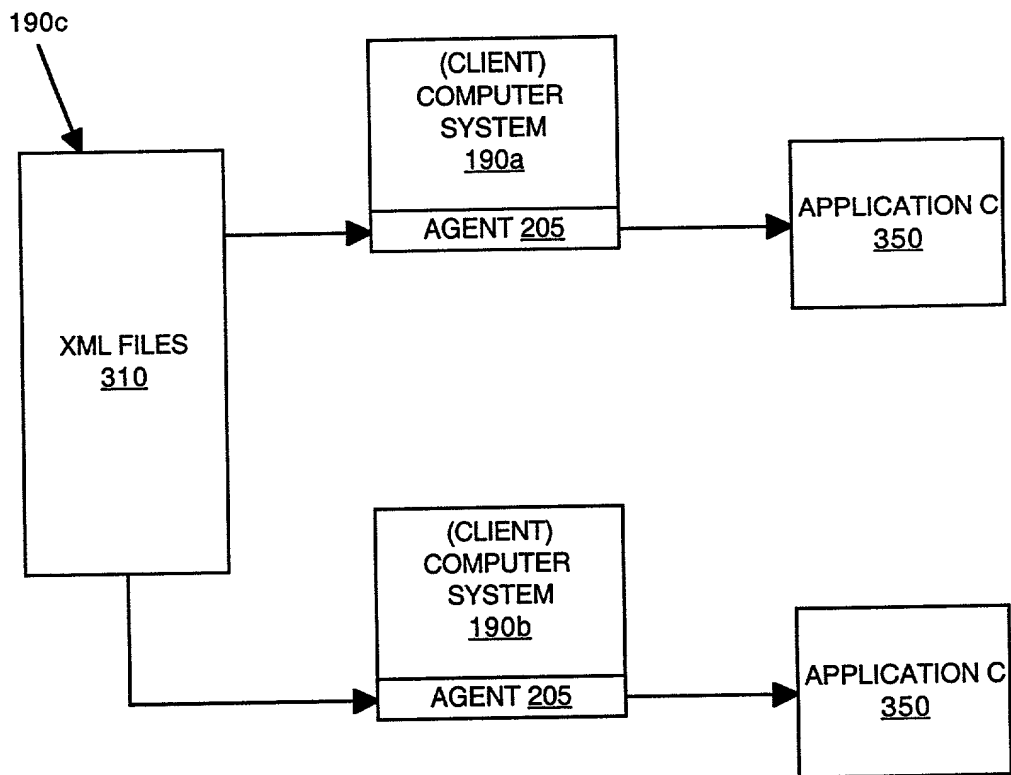 190c
(CLIENT)
COMPUTER
SYSTEM
190a
AGENT 205
APPLICATION C
350
XML FILES
310
(CLIENT)
COMPUTER
SYSTEM
190b
AGENT 205
APPLICATION C
350